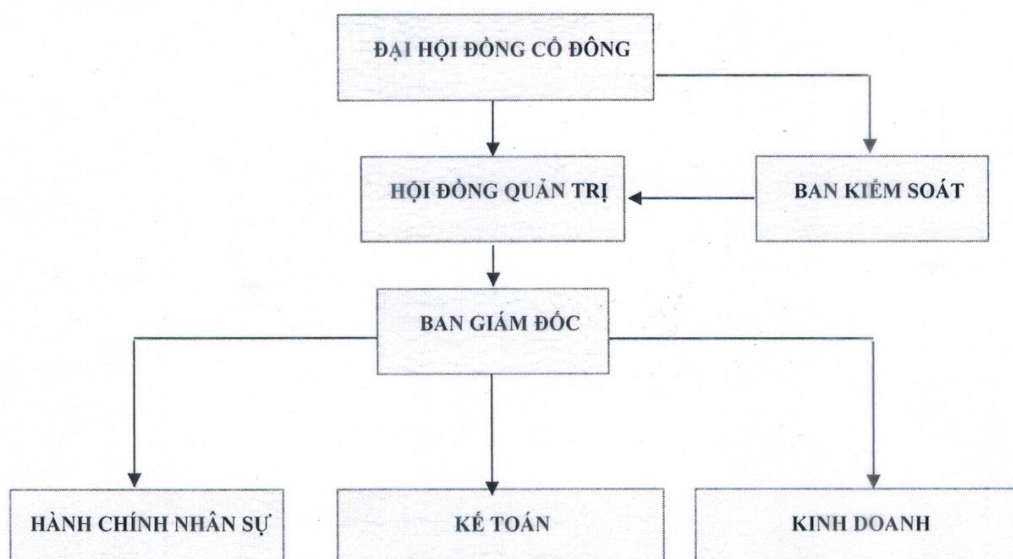 ĐẠI HỘI ĐỒNG CỔ ĐÔNG
HỘI ĐỒNG QUẢN TRỊ
BAN KIỂM SOÁT
BAN GIÁM ĐỐC
HÀNH CHÍNH NHÂN SỰ
KẾ TOÁN
KINH DOANH